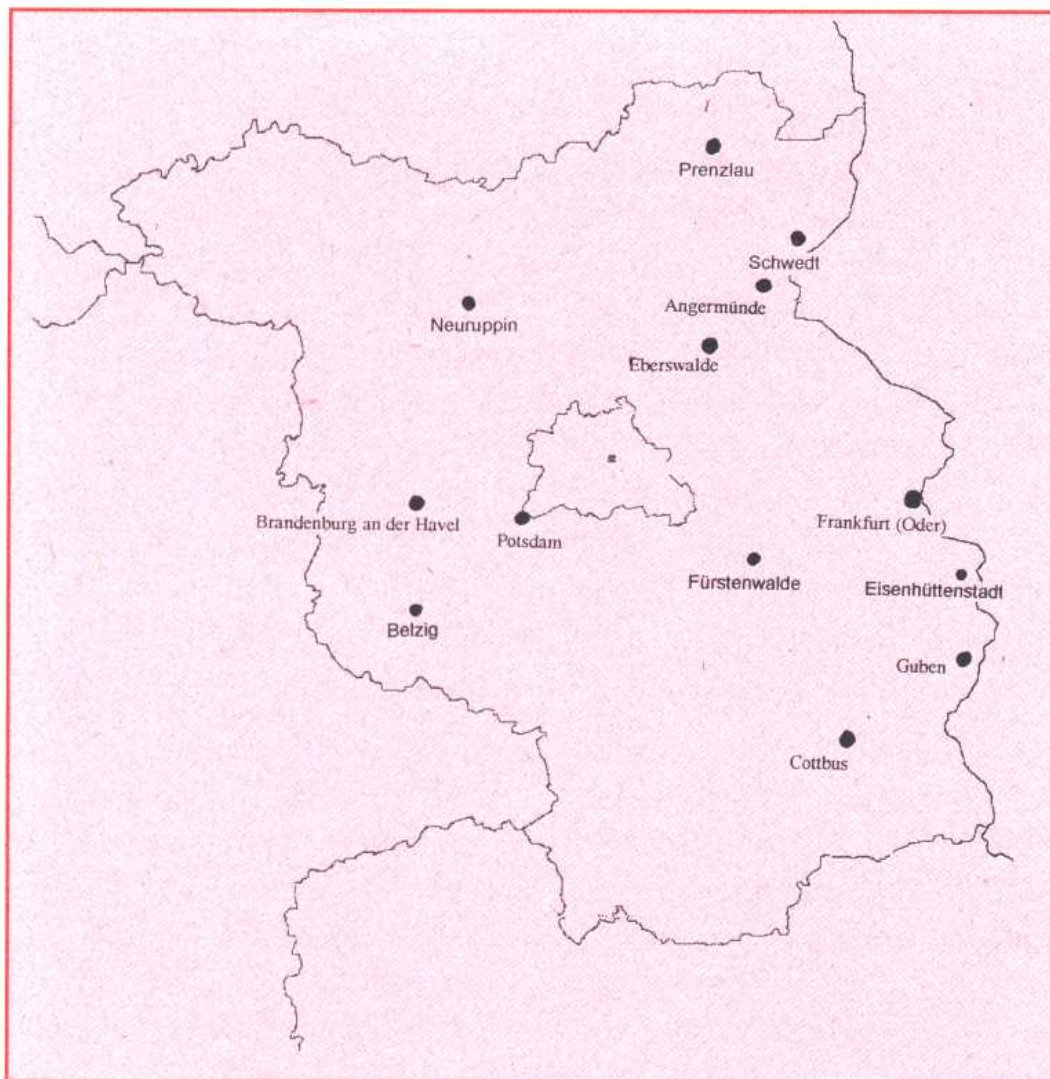 Prenzlau
Schwedt
Angermünde
Neuruppin
Eberswalde
Brandenburg an der Havel
Potsdam
Frankfurt (Oder)
Fürstenwalde
Eisenhüttenstadt
Belzig
Guben
Cottbus